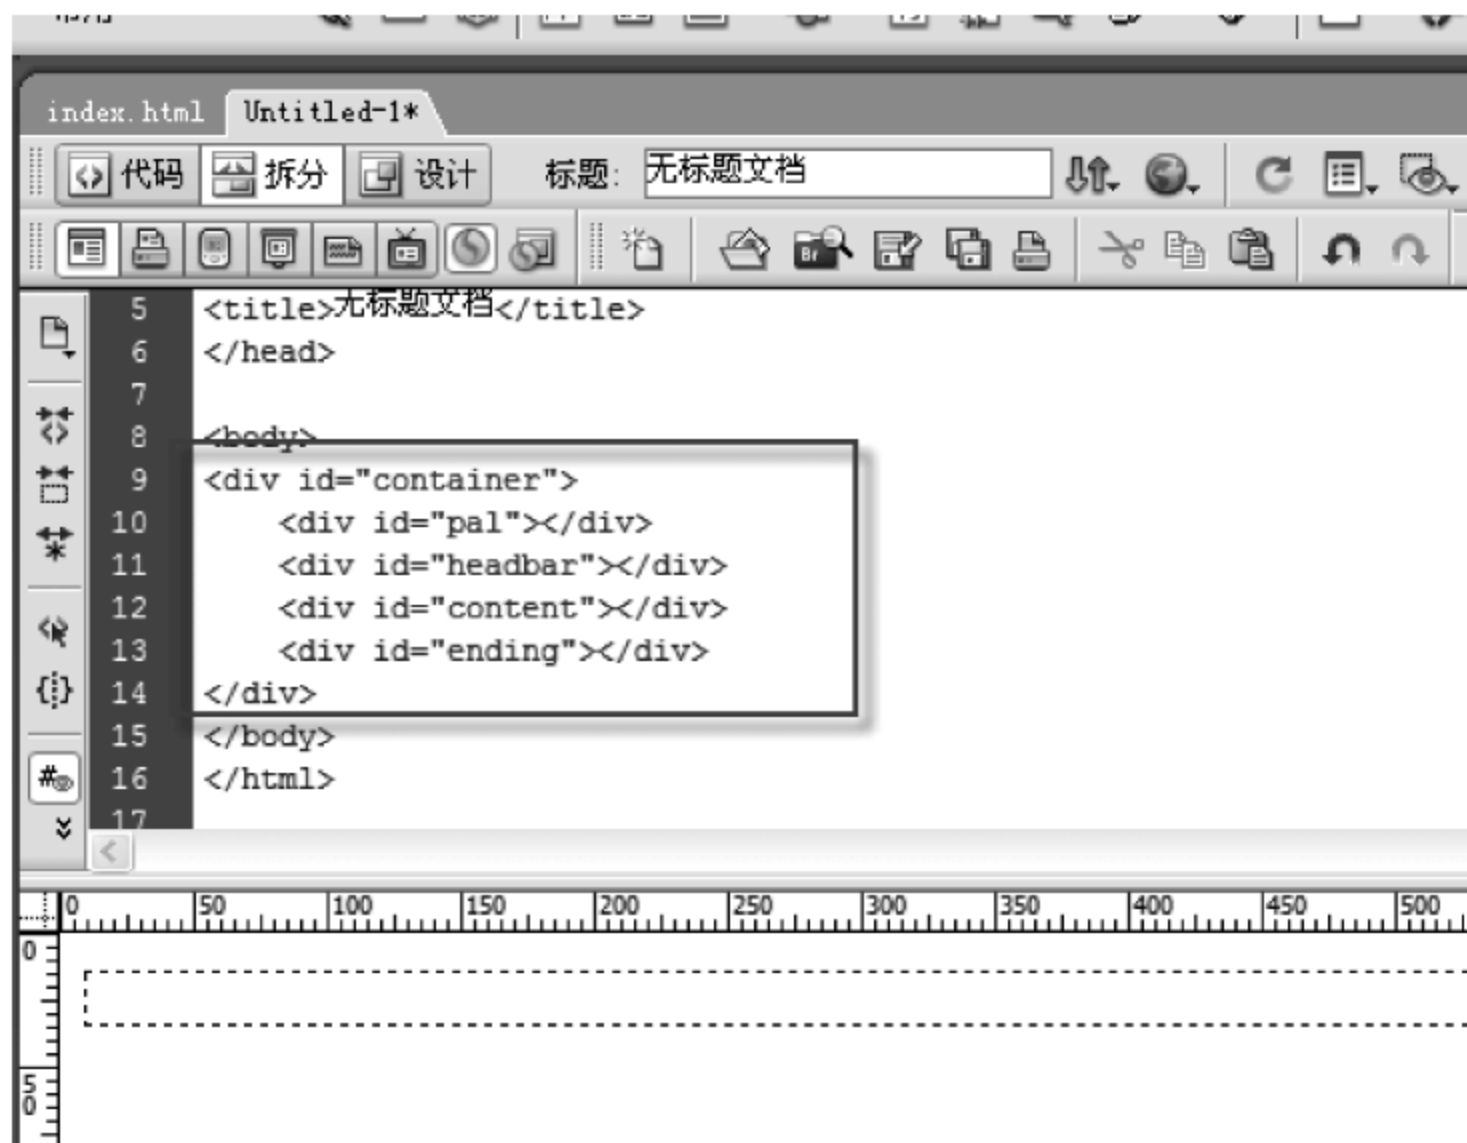 index.html Untitled-1*
代码 拆分 设计 标题: 无标题文档
Br
5 <title>无标题文档</title>
6 </head>
7
8 <body>
9 <div id="container">
10 <div id="pal"></div>
11 <div id="headbar"></div>
12 <div id="content"></div>
13 <div id="ending"></div>
14 </div>
15 </body>
16 </html>
17
0 50 100 150 200 250 300 350 400 450 500
0
50